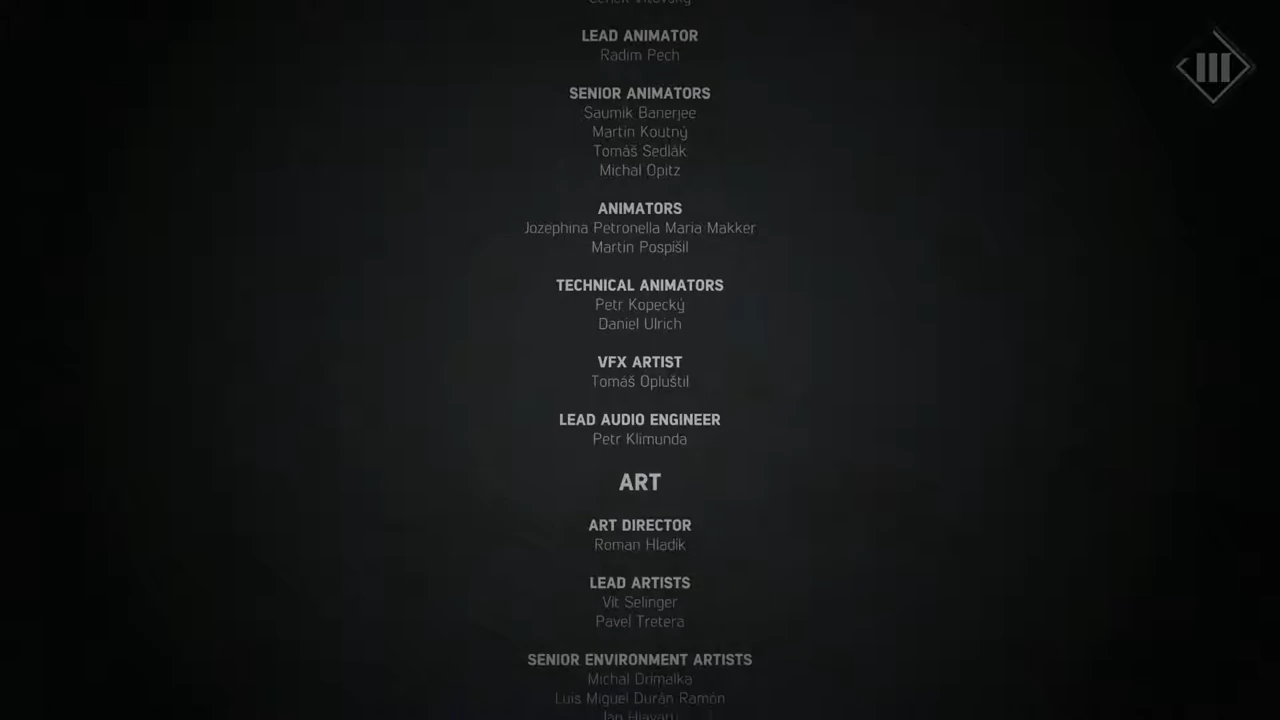 LEAD ANIMATOR
Radim Pech
SENIOR ANIMATORS
Saumik Banerjee
Martin Koutný
Tomáš Sedlák
Michal Opitz
ANIMATORS
Jozephina Petronella Maria Makker
Martin Pospíšil
TECHNICAL ANIMATORS
Petr Kopecký
Daniel Ulrich
VFX ARTIST
Tomáš Opluštil
LEAD AUDIO ENGINEER
Petr Klimunda
ART
ART DIRECTOR
Roman Hladík
LEAD ARTISTS
Vít Selinger
Pavel Tretera
SENIOR ENVIRONMENT ARTISTS
Michal Drimalka
Luis Miguel Durán Ramón
Jan